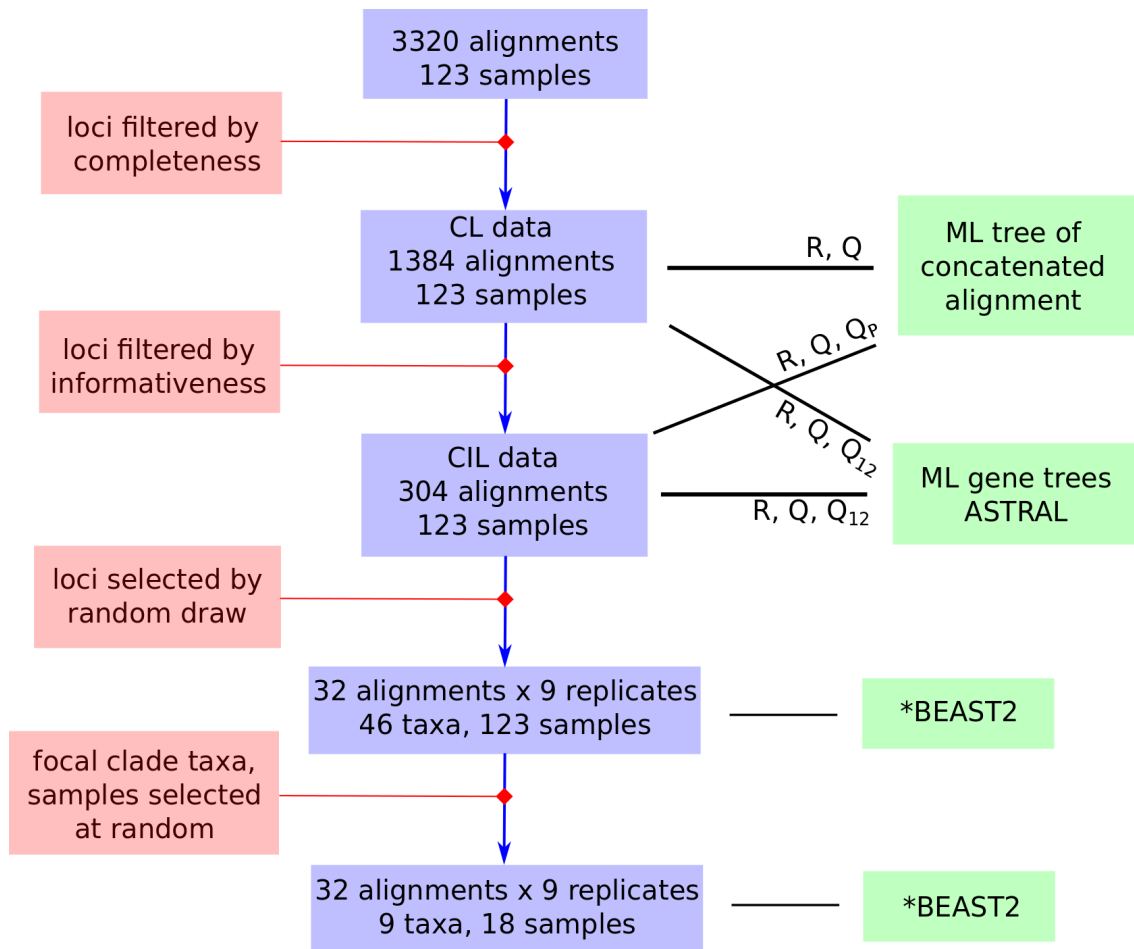 3320 alignments
123 samples
loci filtered by
completeness
CL data
1384 alignments
123 samples
R, Q
ML tree of
concatenated
alignment
loci filtered by
informativeness
R, Q, Qₚ
R, Q, Q₁₂
CIL data
304 alignments
123 samples
R, Q, Q₁₂
ML gene trees
ASTRAL
loci selected by
random draw
32 alignments x 9 replicates
46 taxa, 123 samples
*BEAST2
focal clade taxa,
samples selected
at random
32 alignments x 9 replicates
9 taxa, 18 samples
*BEAST2